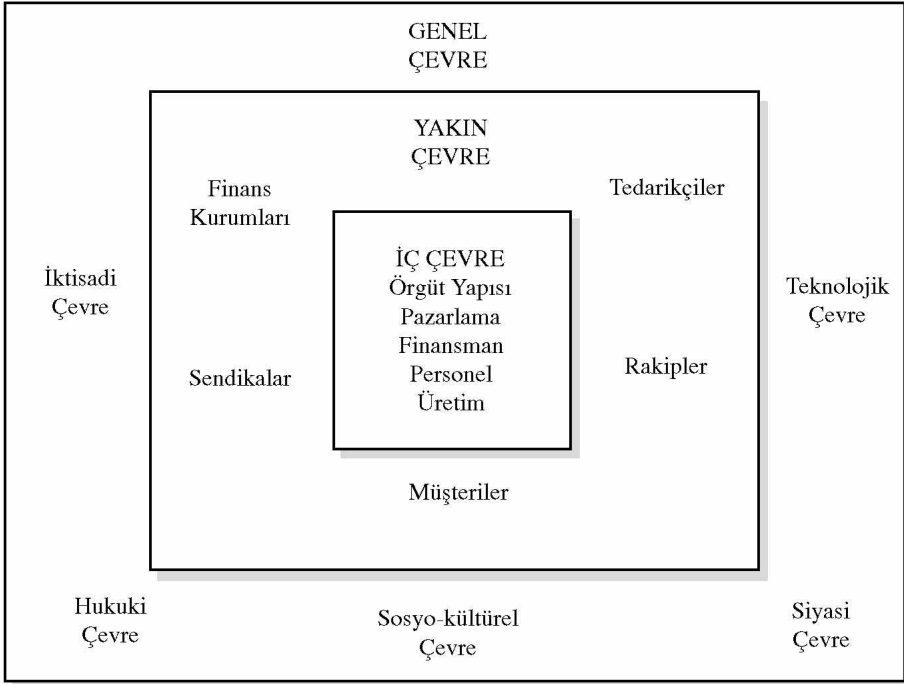 GENEL
ÇEVRE
YAKIN
ÇEVRE
Finans
Kurumları
Tedarikçiler
İÇ ÇEVRE
Örgüt Yapısı
Pazarlama
Finansman
Personel
Üretim
İktisadi
Çevre
Teknolojik
Çevre
Sendikalar
Rakipler
Müşteriler
Hukuki
Çevre
Sosyo-kültürel
Çevre
Siyasi
Çevre